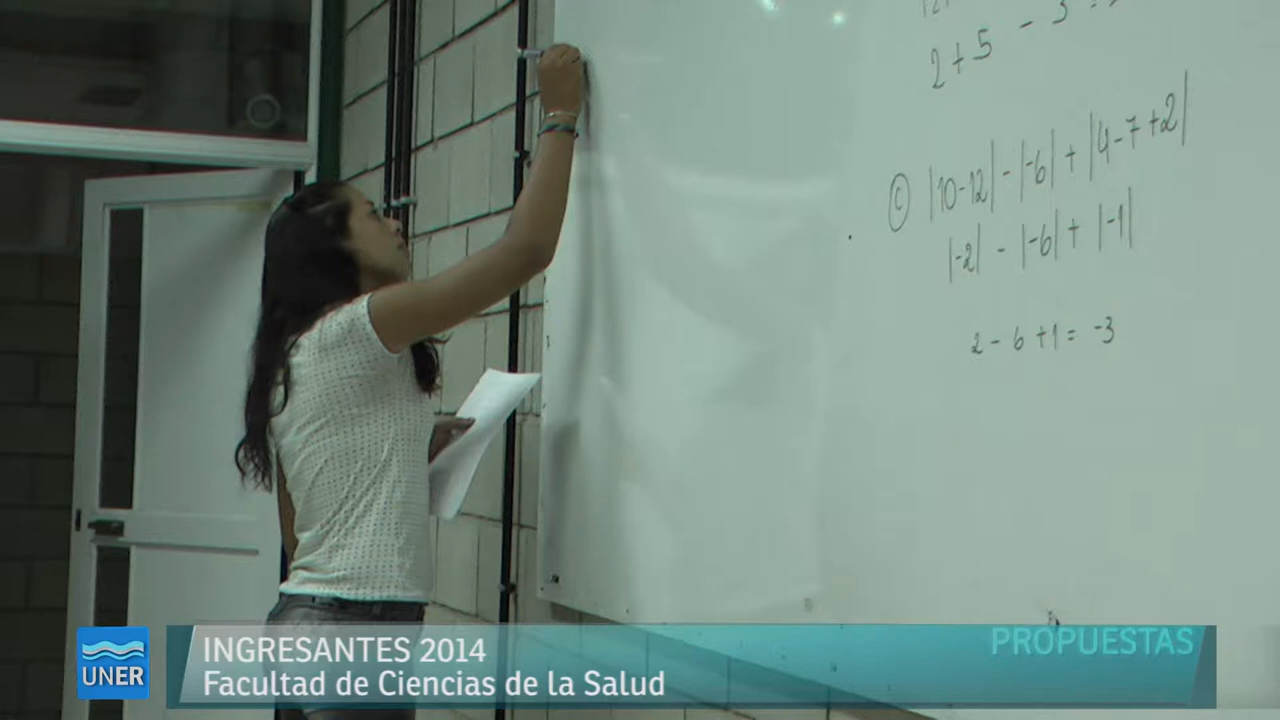 2 + 5 - 3
Ⓒ |10-12| - |-6| + |4-7+2|
|-2| - |-6| + |-1|
2 - 6 + 1 = -3
PROPUESTAS
INGRESANTES 2014
Facultad de Ciencias de la Salud
UNER